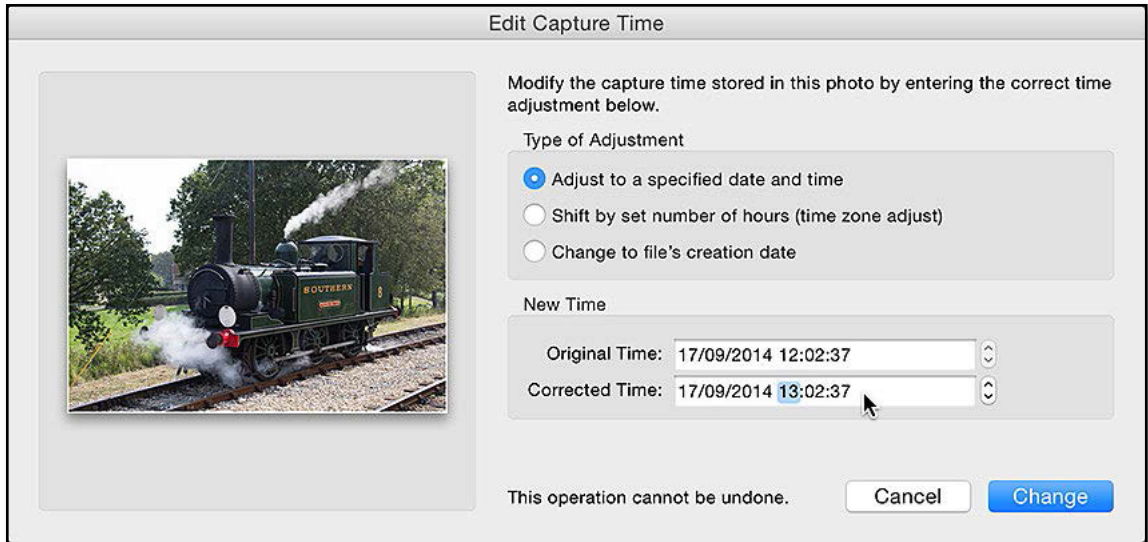 Edit Capture Time
Modify the capture time stored in this photo by entering the correct time
adjustment below.
Type of Adjustment
Adjust to a specified date and time
Shift by set number of hours (time zone adjust)
Change to file's creation date
New Time
Original Time: 17/09/2014 12:02:37
Corrected Time: 17/09/2014 13:02:37
This operation cannot be undone.
Cancel
Change
SOUTHERN
8